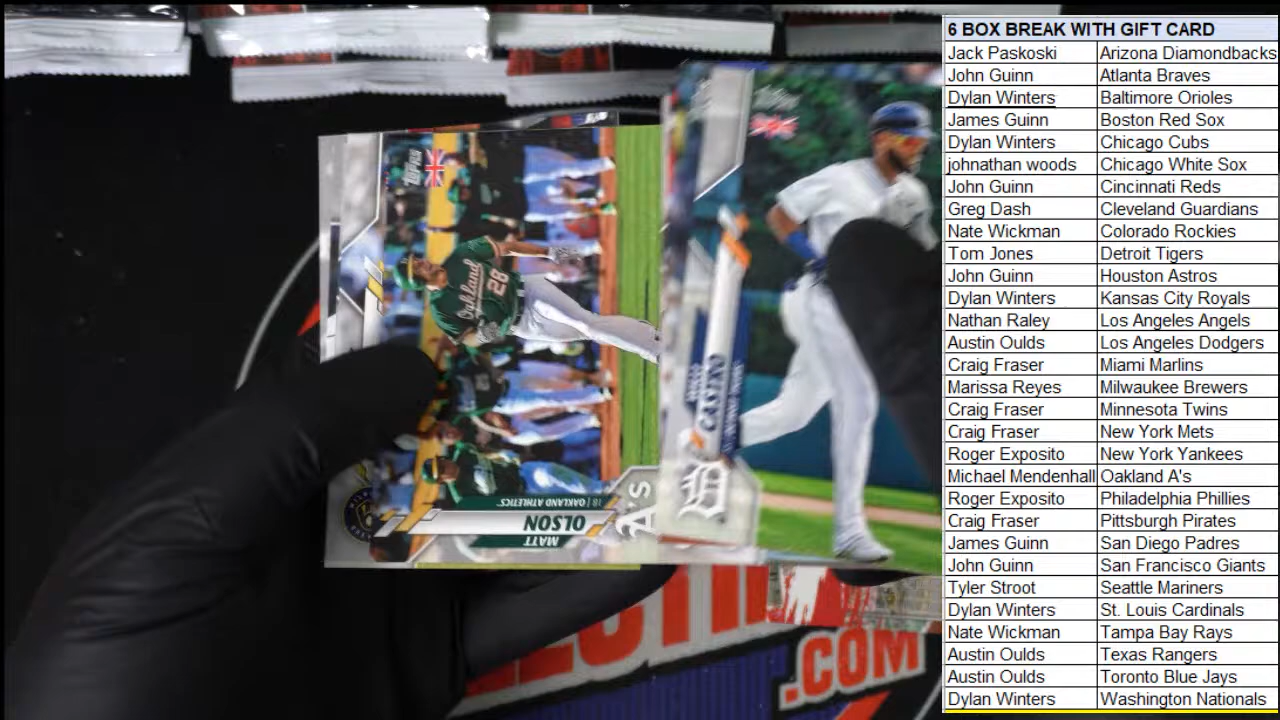 6 BOX BREAK WITH GIFT CARD
Jack Paskoski Arizona Diamondbacks
John Guinn Atlanta Braves
Dylan Winters Baltimore Orioles
James Guinn Boston Red Sox
Dylan Winters Chicago Cubs
johnathan woods Chicago White Sox
John Guinn Cincinnati Reds
Greg Dash Cleveland Guardians
Nate Wickman Colorado Rockies
Tom Jones Detroit Tigers
John Guinn Houston Astros
Dylan Winters Kansas City Royals
Nathan Raley Los Angeles Angels
Austin Oulds Los Angeles Dodgers
Craig Fraser Miami Marlins
Marissa Reyes Milwaukee Brewers
Craig Fraser Minnesota Twins
Craig Fraser New York Mets
Roger Exposito New York Yankees
Michael Mendenhall Oakland A's
Roger Exposito Philadelphia Phillies
Craig Fraser Pittsburgh Pirates
James Guinn San Diego Padres
John Guinn San Francisco Giants
Tyler Stroot Seattle Mariners
Dylan Winters St. Louis Cardinals
Nate Wickman Tampa Bay Rays
Austin Oulds Texas Rangers
Austin Oulds Toronto Blue Jays
Dylan Winters Washington Nationals
TOPPS
Oakland
28
MATT
OLSON
1B | OAKLAND ATHLETICS
A's
D
.COM